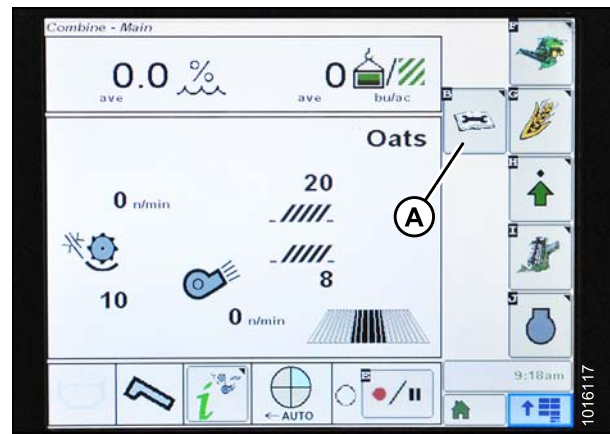 Combine - Main
0.0 %
ave
0
ave bu/ac
Oats
0 n/min
20
8
10
0 n/min
A
F
B
G
H
I
J
i
← AUTO
E
9:18am
1016117